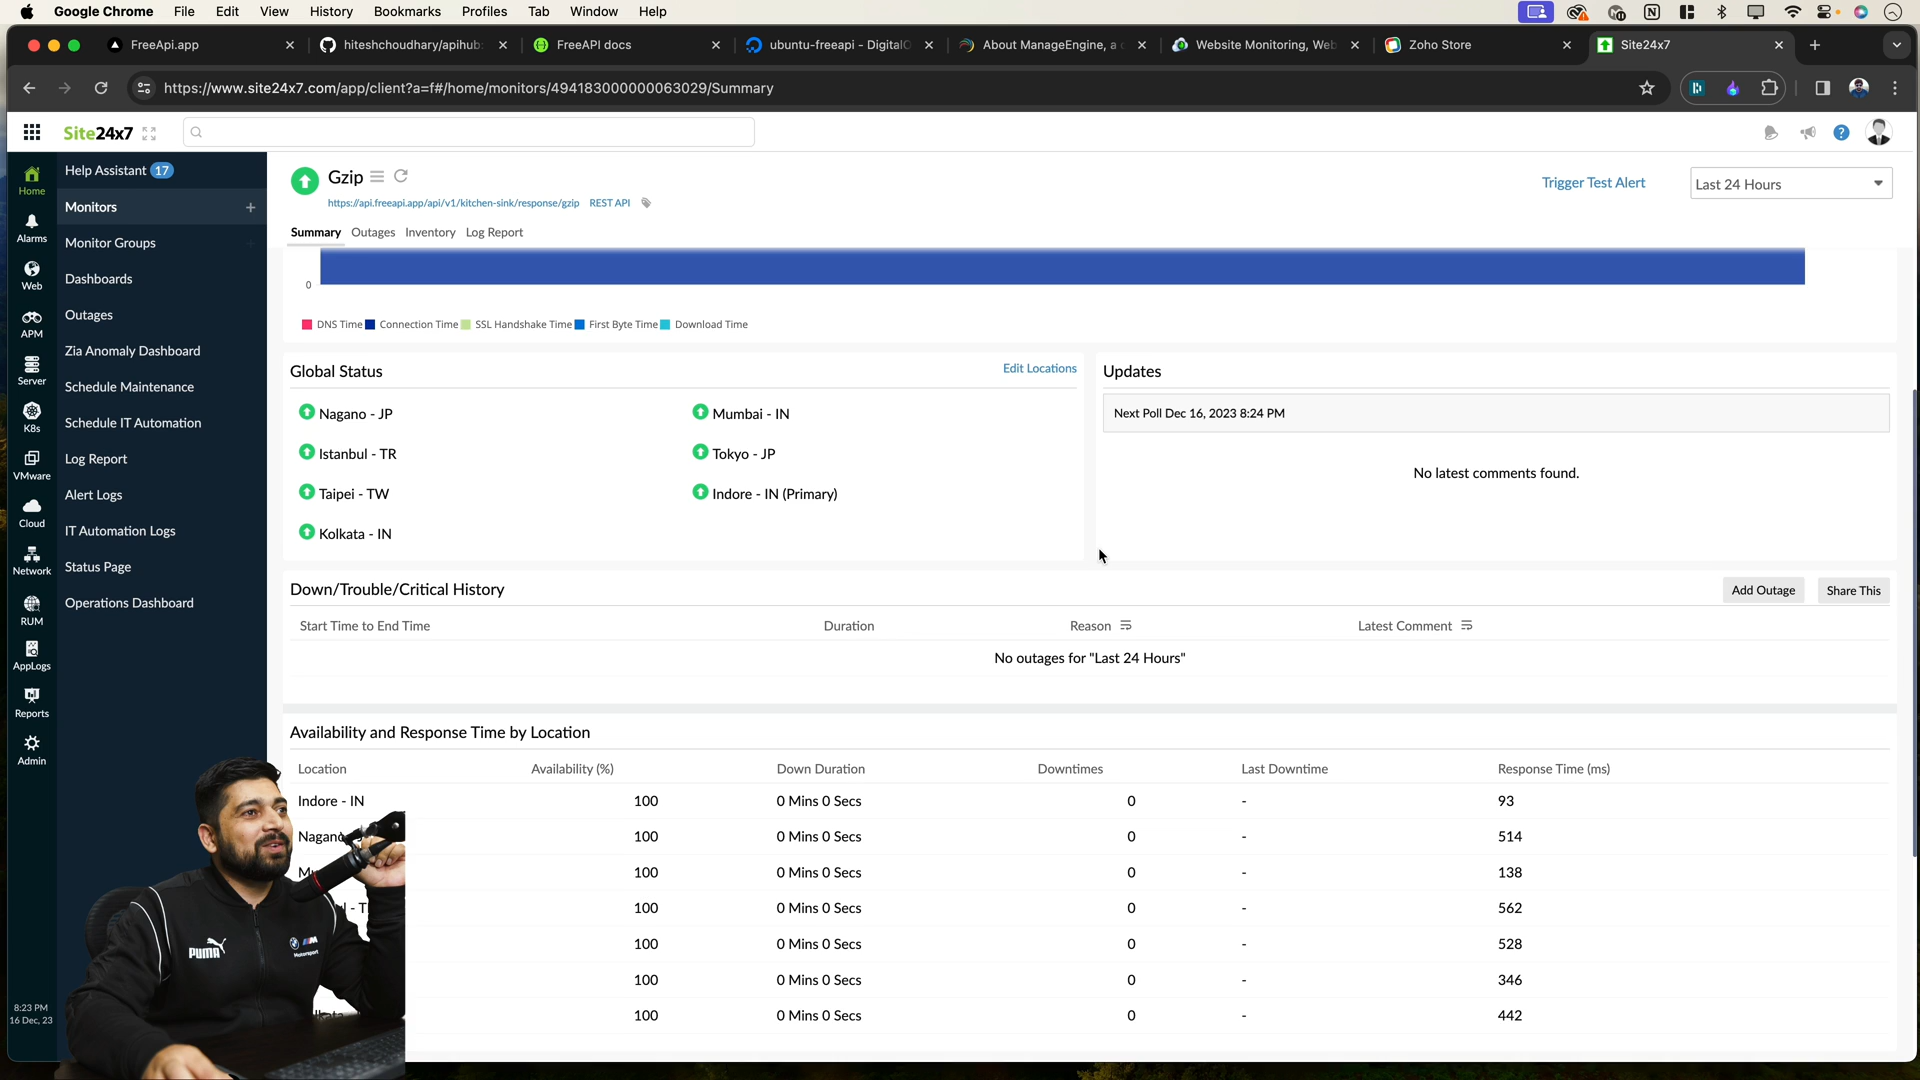 Google Chrome File Edit View History Bookmarks Profiles Tab Window Help
FreeApi.app
hiteshchoudhary/apihub:
FreeAPI docs
ubuntu-freeapi - DigitalO
About ManageEngine, a
Website Monitoring, Web
Zoho Store
Site24x7
https://www.site24x7.com/app/client?a=f#/home/monitors/494183000000063029/Summary
Site24x7
Home
Alarms
Web
APM
Server
K8s
VMware
Cloud
Network
RUM
AppLogs
Reports
Admin
8:23 PM
16 Dec, 23
Help Assistant 17
Monitors +
Monitor Groups
Dashboards
Outages
Zia Anomaly Dashboard
Schedule Maintenance
Schedule IT Automation
Log Report
Alert Logs
IT Automation Logs
Status Page
Operations Dashboard
Gzip
https://api.freeapi.app/api/v1/kitchen-sink/response/gzip REST API
Trigger Test Alert
Last 24 Hours
Summary Outages Inventory Log Report
0
DNS Time Connection Time SSL Handshake Time First Byte Time Download Time
Global Status Edit Locations
Nagano - JP Mumbai - IN
Istanbul - TR Tokyo - JP
Taipei - TW Indore - IN (Primary)
Kolkata - IN
Updates
Next Poll Dec 16, 2023 8:24 PM
No latest comments found.
Down/Trouble/Critical History Add Outage Share This
Start Time to End Time Duration Reason Latest Comment
No outages for "Last 24 Hours"
Availability and Response Time by Location
Location Availability (%) Down Duration Downtimes Last Downtime Response Time (ms)
Indore - IN 100 0 Mins 0 Secs 0 - 93
Nagano 100 0 Mins 0 Secs 0 - 514
100 0 Mins 0 Secs 0 - 138
100 0 Mins 0 Secs 0 - 562
100 0 Mins 0 Secs 0 - 528
100 0 Mins 0 Secs 0 - 346
100 0 Mins 0 Secs 0 - 442
PUMA